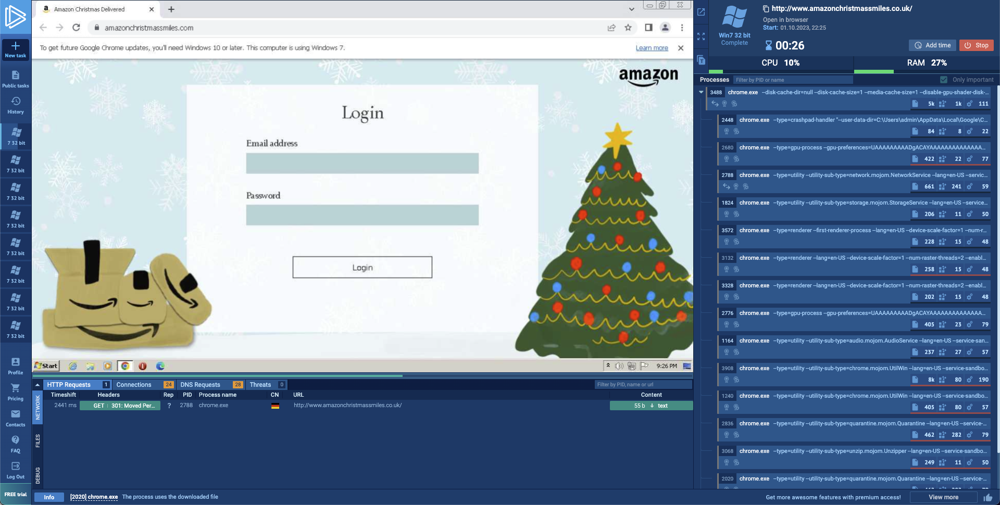 Amazon Christmas Delivered
amazonchristmassmiles.com
To get future Google Chrome updates, you'll need Windows 10 or later. This computer is using Windows 7.
Learn more
amazon
Login
Email address
Password
Login
Start
9:26 PM
New task
Public tasks
History
7 32 bit
7 32 bit
7 32 bit
7 32 bit
7 32 bit
7 32 bit
7 32 bit
7 32 bit
Profile
Pricing
Contacts
FAQ
Log Out
FREE trial
http://www.amazonchristmassmiles.co.uk/
Open in browser
Start: 01.10.2023, 22:25
Win7 32 bit
Complete
00:26
Add time
Stop
CPU 10%
RAM 27%
Processes
Filter by PID or name
Only important
3488 chrome.exe --disk-cache-dir=null --disk-cache-size=1 --media-cache-size=1 --disable-gpu-shader-disk-...
5k 1k 111
2448 chrome.exe --type=crashpad-handler "--user-data-dir=C:\Users\admin\AppData\Local\Google\C...
84 8 22
2680 chrome.exe --type=gpu-process --gpu-preferences=UAAAAAAAAADgACAYAAAAAAAAAAAAAA...
422 22 77
2788 chrome.exe --type=utility --utility-sub-type=network.mojom.NetworkService --lang=en-US --servic...
661 241 59
1824 chrome.exe --type=utility --utility-sub-type=storage.mojom.StorageService --lang=en-US --service...
206 11 50
3572 chrome.exe --type=renderer --first-renderer-process --lang=en-US --device-scale-factor=1 --num-r...
228 15 48
3132 chrome.exe --type=renderer --lang=en-US --device-scale-factor=1 --num-raster-threads=2 --enabl...
258 15 48
3328 chrome.exe --type=renderer --lang=en-US --device-scale-factor=1 --num-raster-threads=2 --enabl...
202 15 48
2776 chrome.exe --type=gpu-process --gpu-preferences=UAAAAAAAAADgACAYAAAAAAAAAAAAAA...
405 23 79
1164 chrome.exe --type=utility --utility-sub-type=audio.mojom.AudioService --lang=en-US --service-san...
237 27 57
3908 chrome.exe --type=utility --utility-sub-type=chrome.mojom.UtilWin --lang=en-US --service-sandbo...
8k 80 190
1240 chrome.exe --type=utility --utility-sub-type=chrome.mojom.UtilWin --lang=en-US --service-sandbo...
405 80 57
2836 chrome.exe --type=utility --utility-sub-type=quarantine.mojom.Quarantine --lang=en-US --service-...
462 282 79
3068 chrome.exe --type=utility --utility-sub-type=unzip.mojom.Unzipper --lang=en-US --service-sandbo...
249 11 50
2020 chrome.exe --type=utility --utility-sub-type=quarantine.mojom.Quarantine --lang=en-US --service-...
HTTP Requests 1 Connections 24 DNS Requests 28 Threats 0
Filter by PID, name or url
NETWORK
FILES
DEBUG
Timeshift Headers Rep PID Process name CN URL Content
2441 ms GET 301: Moved Per... ? 2788 chrome.exe http://www.amazonchristmassmiles.co.uk/ 55 b text
Info [2020] chrome.exe The process uses the downloaded file
Get more awesome features with premium access! View more